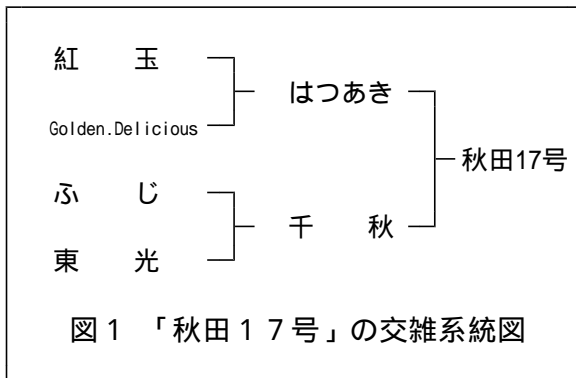 紅　　玉
はつあき
Golden.Delicious
秋田17号
ふ　　じ
千　　秋
東　　光
図１　「秋田１７号」の交雑系統図